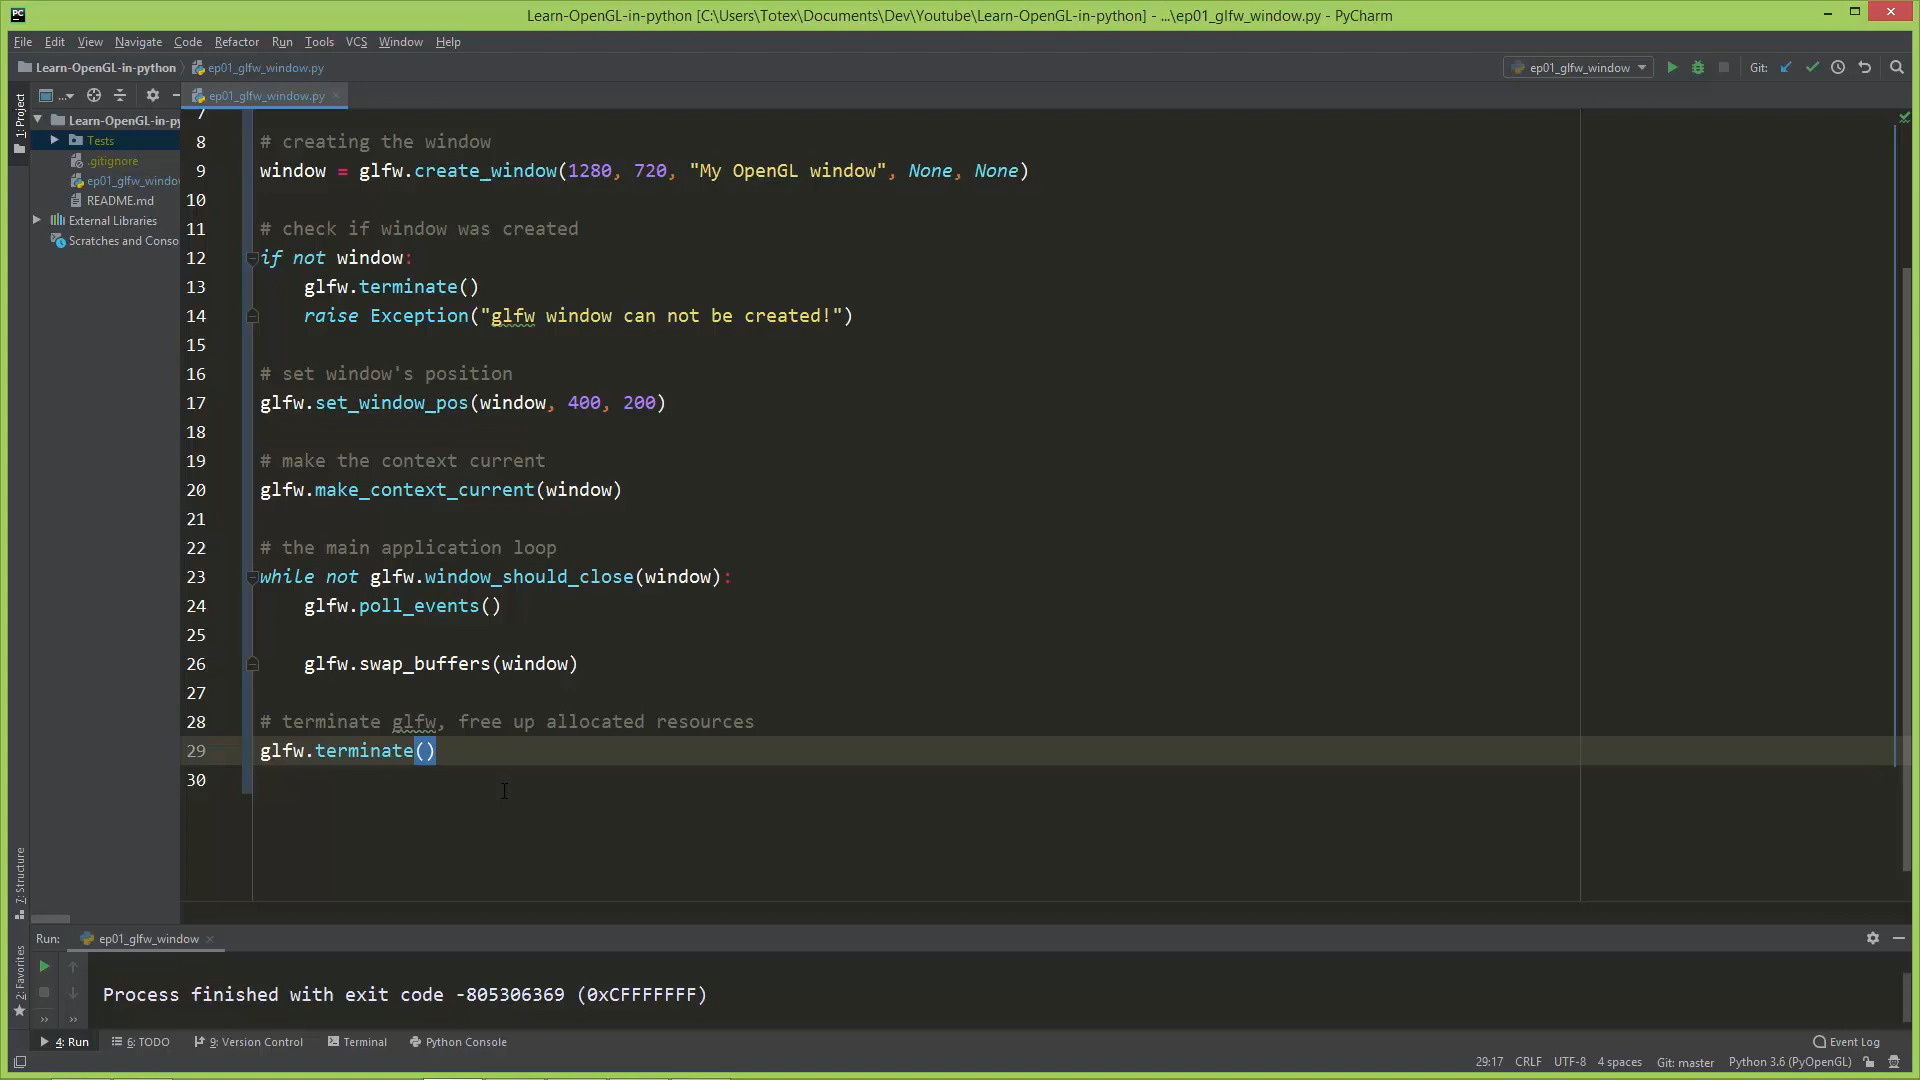 PC
Learn-OpenGL-in-python [C:\Users\Totex\Documents\Dev\Youtube\Learn-OpenGL-in-python] - ...\ep01_glfw_window.py - PyCharm
File Edit View Navigate Code Refactor Run Tools VCS Window Help
Learn-OpenGL-in-python ep01_glfw_window.py
ep01_glfw_window Git:
ep01_glfw_window.py
1: Project
Learn-OpenGL-in-py
Tests
.gitignore
ep01_glfw_windo
README.md
External Libraries
Scratches and Conso
7
8 # creating the window
9 window = glfw.create_window(1280, 720, "My OpenGL window", None, None)
10
11 # check if window was created
12 if not window:
13 glfw.terminate()
14 raise Exception("glfw window can not be created!")
15
16 # set window's position
17 glfw.set_window_pos(window, 400, 200)
18
19 # make the context current
20 glfw.make_context_current(window)
21
22 # the main application loop
23 while not glfw.window_should_close(window):
24 glfw.poll_events()
25
26 glfw.swap_buffers(window)
27
28 # terminate glfw, free up allocated resources
29 glfw.terminate()
30
7: Structure
2: Favorites
Run: ep01_glfw_window
Process finished with exit code -805306369 (0xCFFFFFFF)
4: Run 6: TODO 9: Version Control Terminal Python Console Event Log
29:17 CRLF UTF-8 4 spaces Git: master Python 3.6 (PyOpenGL)